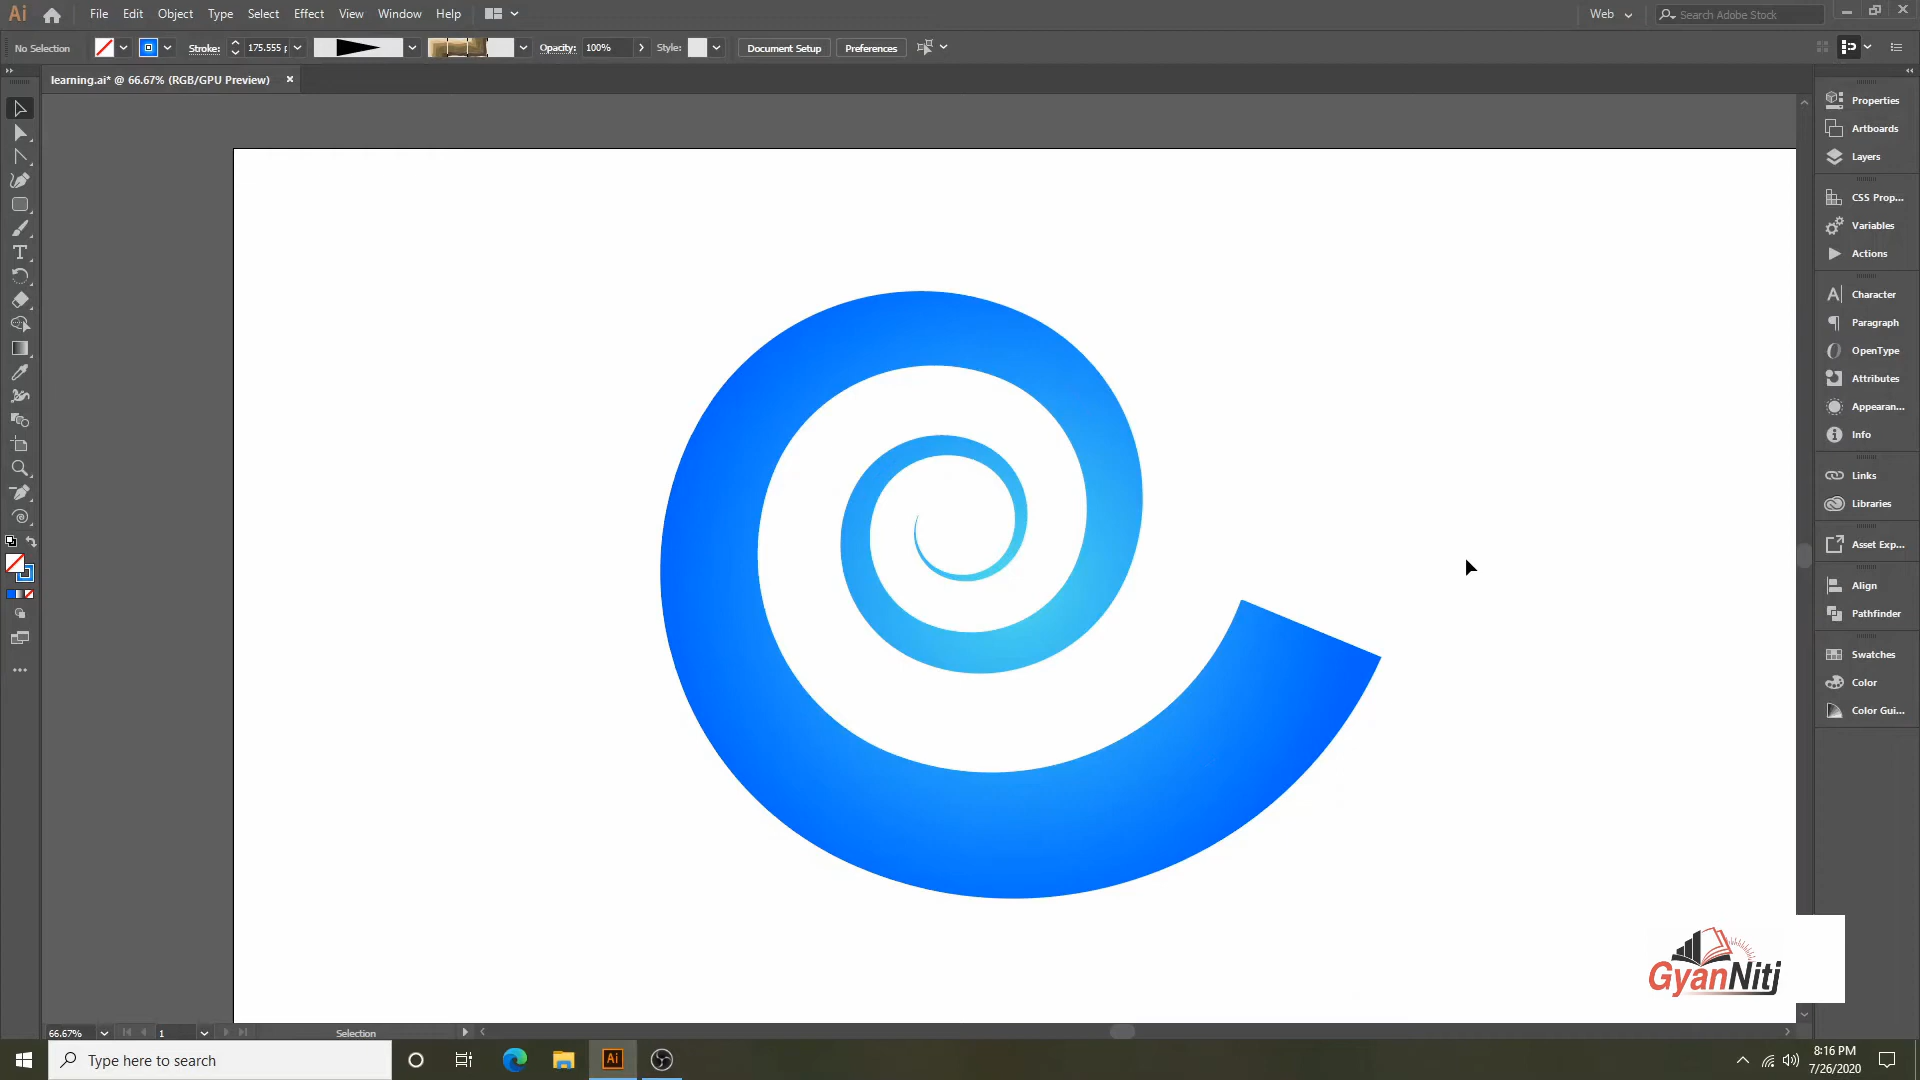 Ai File Edit Object Type Select Effect View Window Help Web Search Adobe Stock
No Selection Stroke: 175.555 p Opacity: 100% Style: Document Setup Preferences
learning.ai* @ 66.67% (RGB/GPU Preview)
Properties
Artboards
Layers
CSS Prop...
Variables
Actions
Character
Paragraph
OpenType
Attributes
Appearan...
Info
Links
Libraries
Asset Exp...
Align
Pathfinder
Swatches
Color
Color Gui...
GyanNiti
66.67% 1 Selection
Type here to search
Ai
8:16 PM
7/26/2020